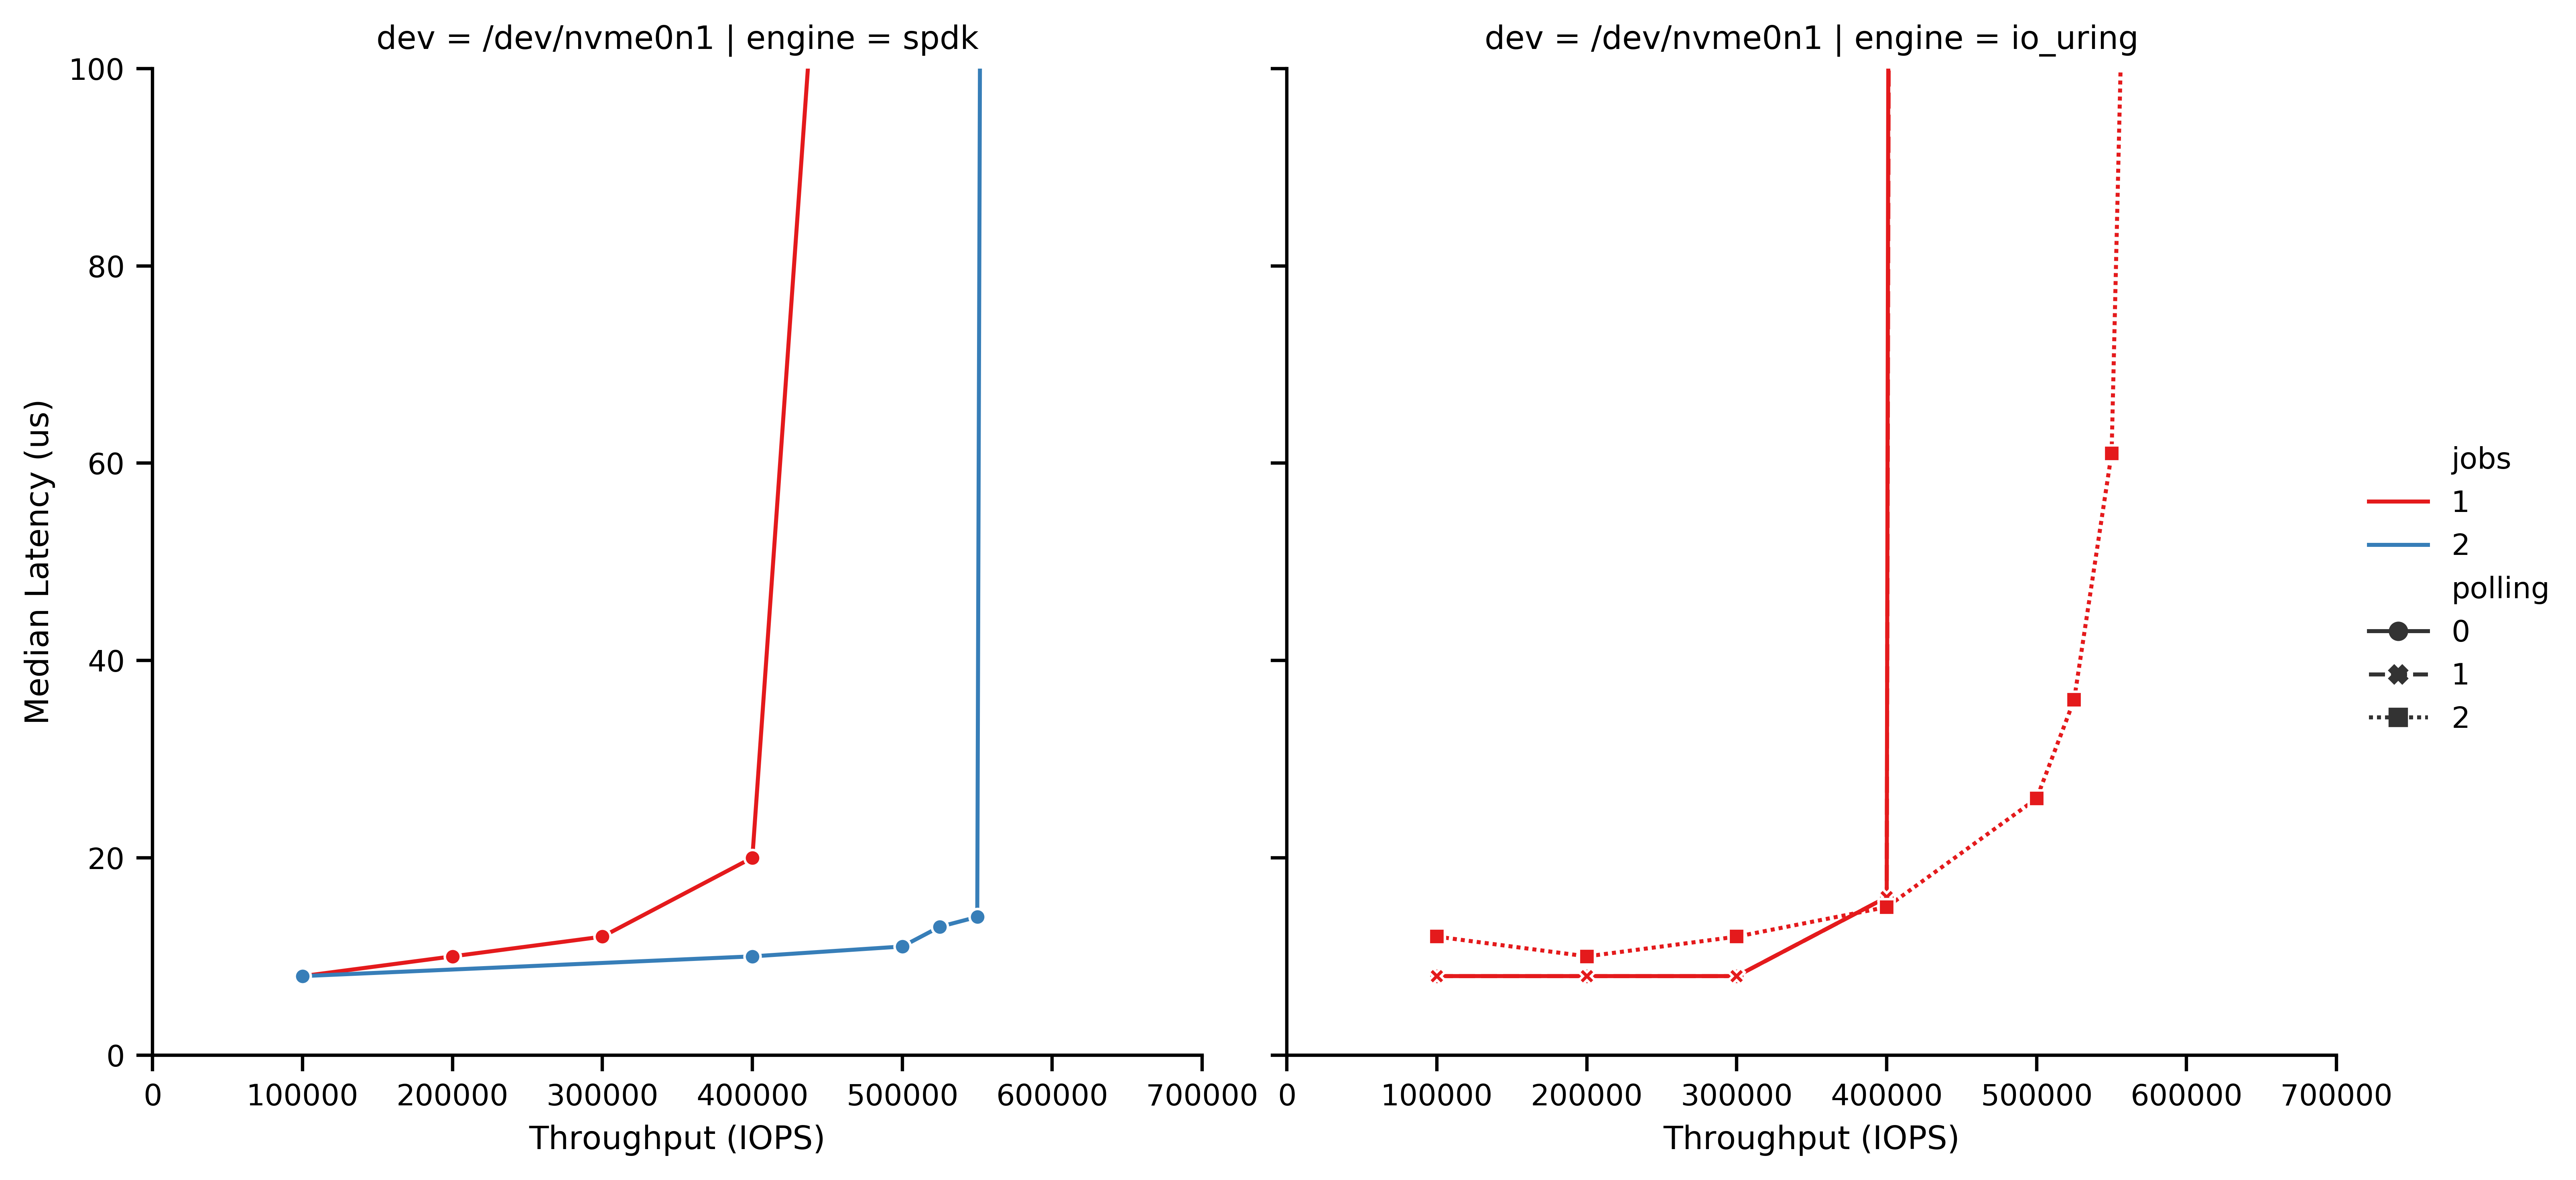 dev = /dev/nvme0n1 | engine = spdk
100
80
60
40
20
0
Median Latency (us)
0 100000 200000 300000 400000 500000 600000 700000
Throughput (IOPS)
dev = /dev/nvme0n1 | engine = io_uring
0 100000 200000 300000 400000 500000 600000 700000
Throughput (IOPS)
jobs
1
2
polling
0
1
2